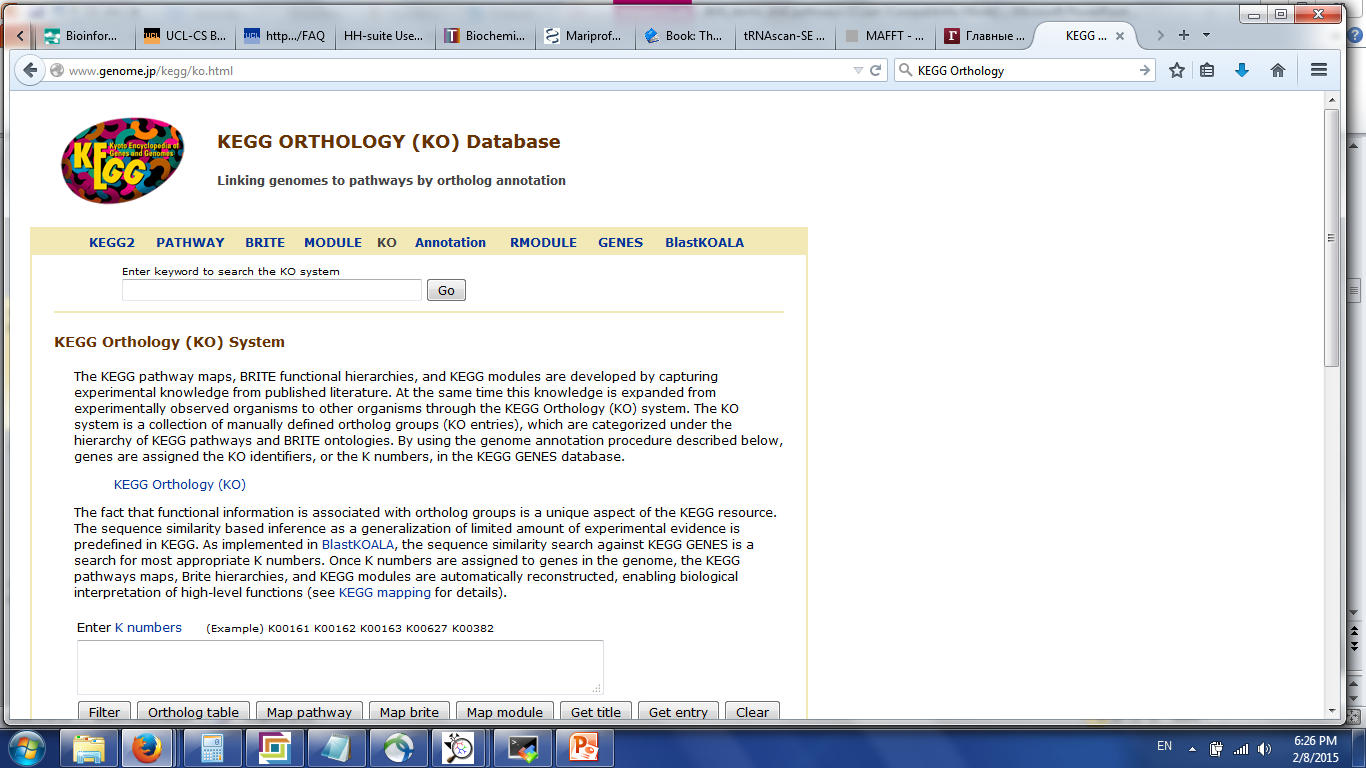 Bioinfor...
UCL-CS B...
http.../FAQ
HH-suite Use...
Biochemi...
Mariprof...
Book: Th...
tRNAscan-SE ...
MAFFT - ...
Главные ...
KEGG ...
www.genome.jp/kegg/ko.html
KEGG Orthology
Kyoto Encyclopedia of
Genes and Genomes
KEGG
KEGG ORTHOLOGY (KO) Database
Linking genomes to pathways by ortholog annotation
KEGG2 PATHWAY BRITE MODULE KO Annotation RMODULE GENES BlastKOALA
Enter keyword to search the KO system
Go
KEGG Orthology (KO) System
The KEGG pathway maps, BRITE functional hierarchies, and KEGG modules are developed by capturing
experimental knowledge from published literature. At the same time this knowledge is expanded from
experimentally observed organisms to other organisms through the KEGG Orthology (KO) system. The KO
system is a collection of manually defined ortholog groups (KO entries), which are categorized under the
hierarchy of KEGG pathways and BRITE ontologies. By using the genome annotation procedure described below,
genes are assigned the KO identifiers, or the K numbers, in the KEGG GENES database.
KEGG Orthology (KO)
The fact that functional information is associated with ortholog groups is a unique aspect of the KEGG resource.
The sequence similarity based inference as a generalization of limited amount of experimental evidence is
predefined in KEGG. As implemented in BlastKOALA, the sequence similarity search against KEGG GENES is a
search for most appropriate K numbers. Once K numbers are assigned to genes in the genome, the KEGG
pathways maps, Brite hierarchies, and KEGG modules are automatically reconstructed, enabling biological
interpretation of high-level functions (see KEGG mapping for details).
Enter K numbers (Example) K00161 K00162 K00163 K00627 K00382
Filter Ortholog table Map pathway Map brite Map module Get title Get entry Clear
EN
6:26 PM
2/8/2015